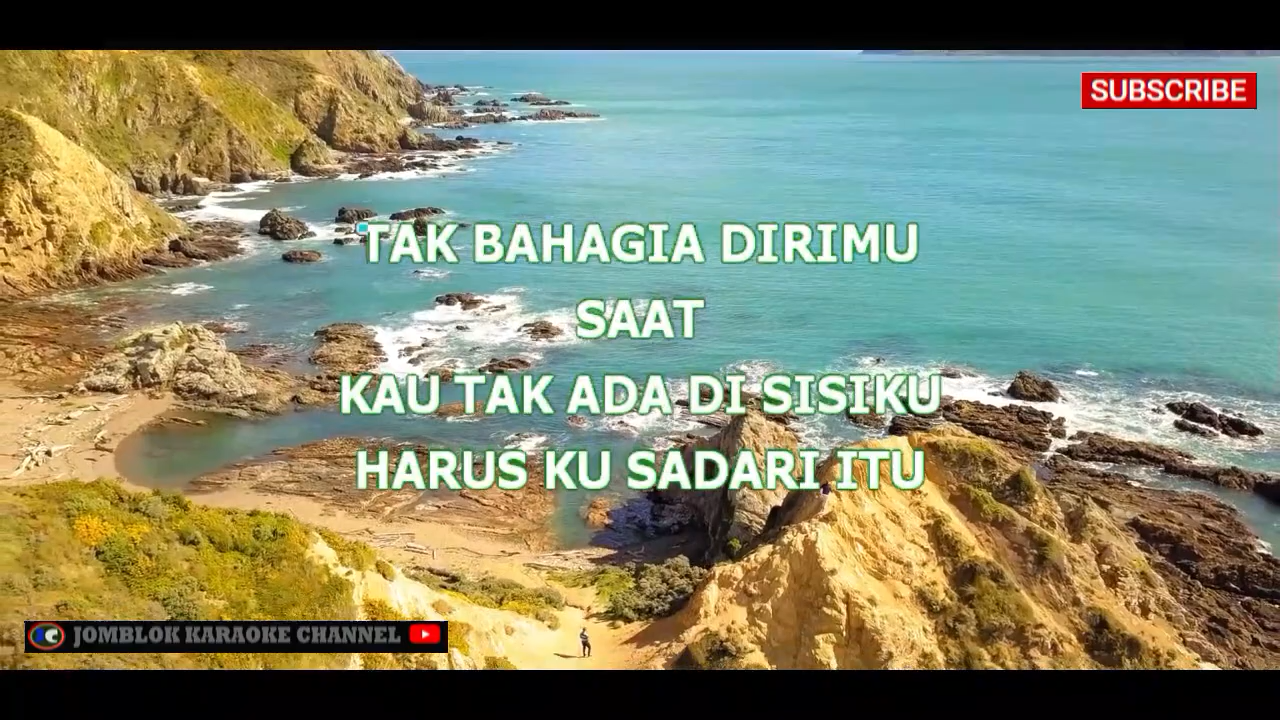 SUBSCRIBE
TAK BAHAGIA DIRIMU
SAAT
KAU TAK ADA DI SISIKU
HARUS KU SADARI ITU
JOMBLOK KARAOKE CHANNEL